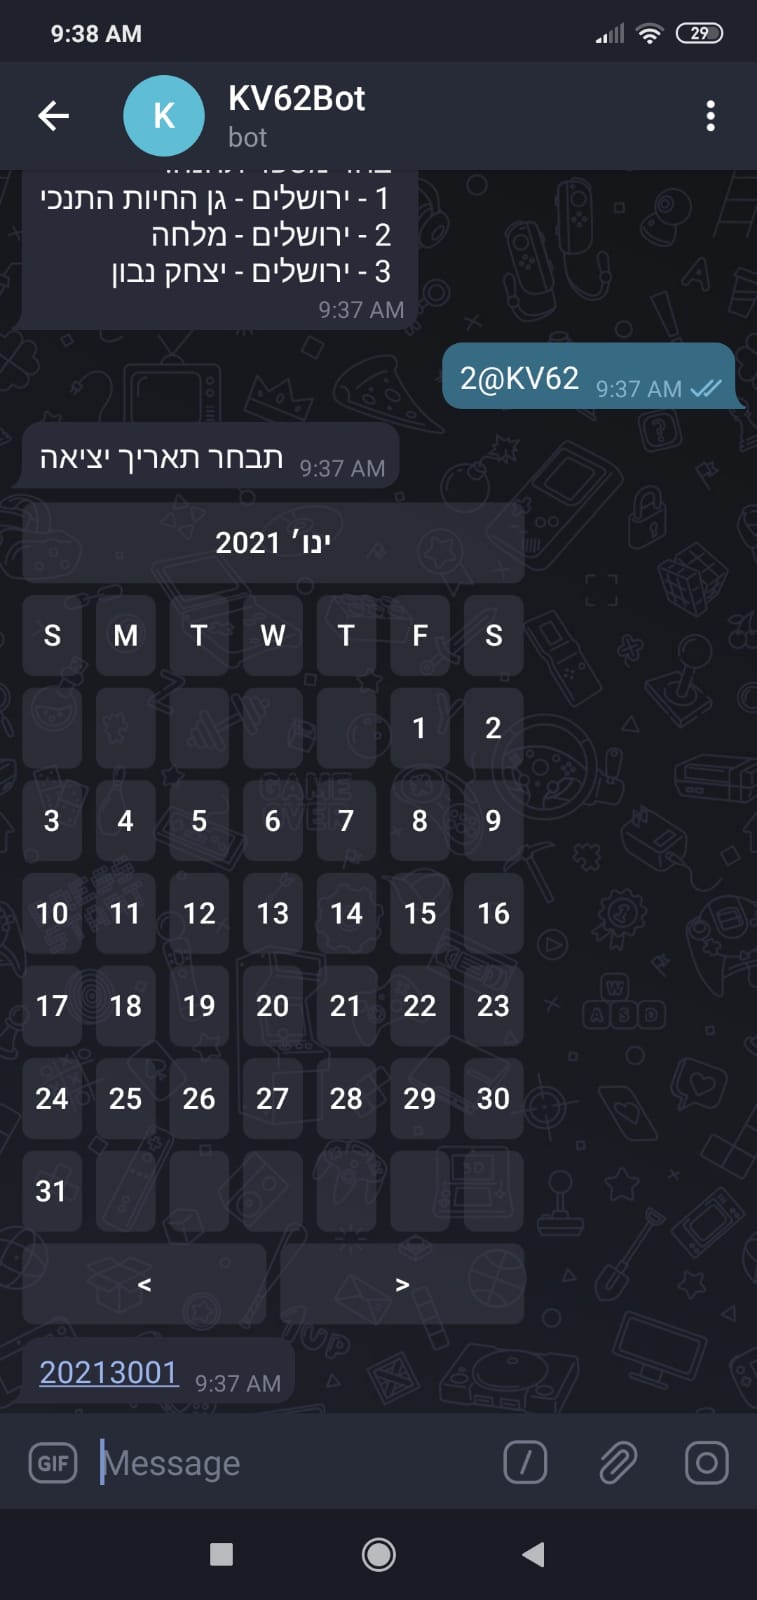 9:38 AM
29
K
KV62Bot
bot
1 - ירושלים - גן החיות התנכי
2 - ירושלים - מלחה
3 - ירושלים - יצחק נבון
9:37 AM
2@KV62 9:37 AM
תבחר תאריך יציאה 9:37 AM
ינו׳ 2021
S M T W T F S
1 2
3 4 5 6 7 8 9
10 11 12 13 14 15 16
17 18 19 20 21 22 23
24 25 26 27 28 29 30
31
< >
20213001 9:37 AM
GIF Message /